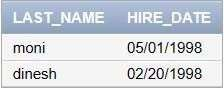 LAST_NAME HIRE_DATE
moni 05/01/1998
dinesh 02/20/1998